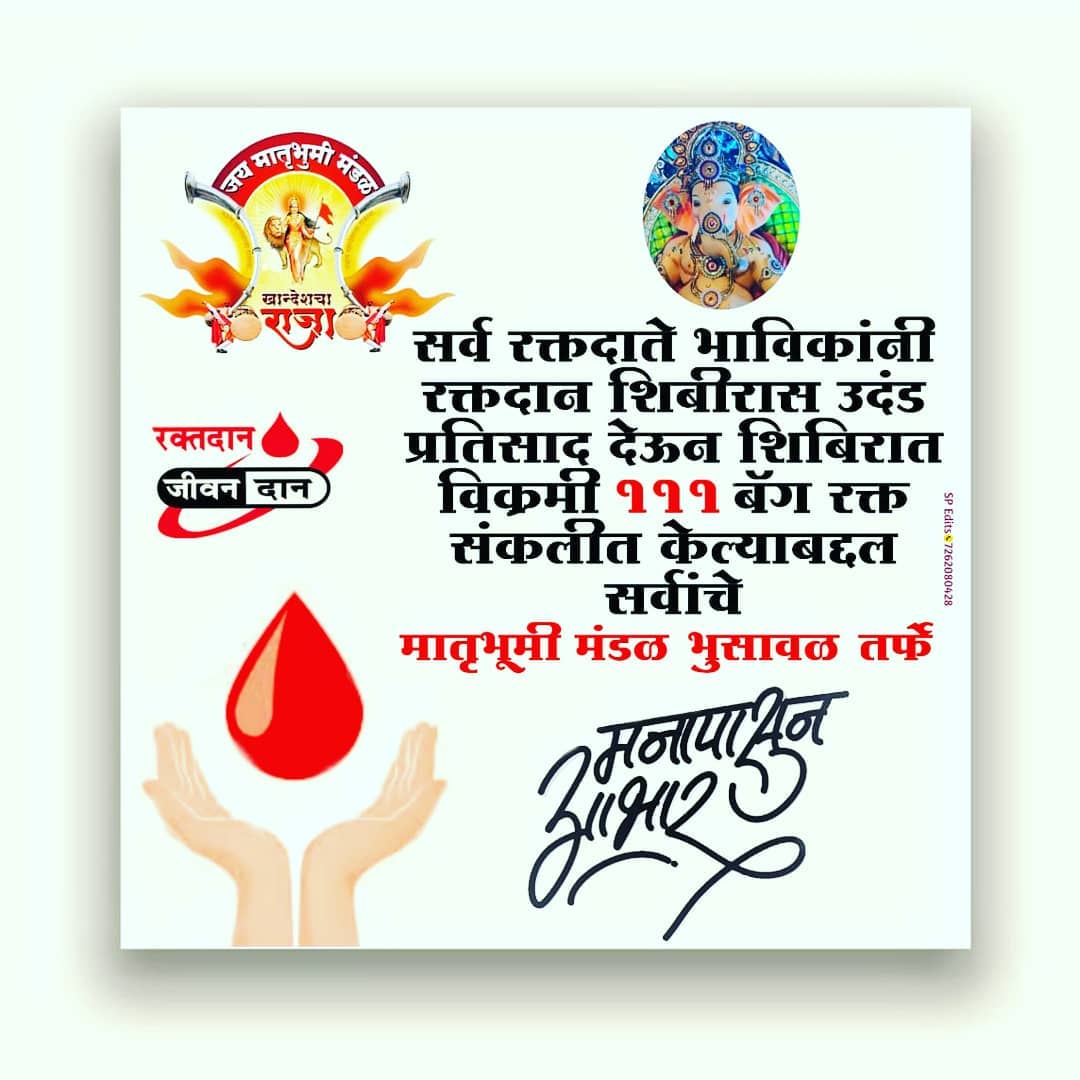 जय मातृभुमी मंडळ
खान्देशचा
राजा
सर्व रक्तदाते भाविकांनी
रक्तदान शिबीरास उदंड
प्रतिसाद देऊन शिबिरात
विक्रमी १११ बॅग रक्त
संकलीत केल्याबद्दल
सर्वांचे
मातृभूमी मंडळ भुसावळ तर्फे
मनापासुन
आभार
रक्तदान
जीवन दान
SP Edits 7262080428